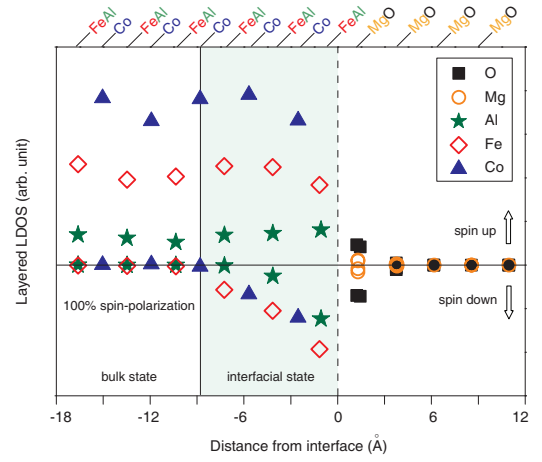 FeAl Co FeAl Co FeAl Co FeAl Co FeAl MgO MgO MgO MgO
Layered LDOS (arb. unit)
O
Mg
Al
Fe
Co
spin up
100% spin-polarization
spin down
bulk state
interfacial state
-18 -12 -6 0 6 12
Distance from interface (Å)